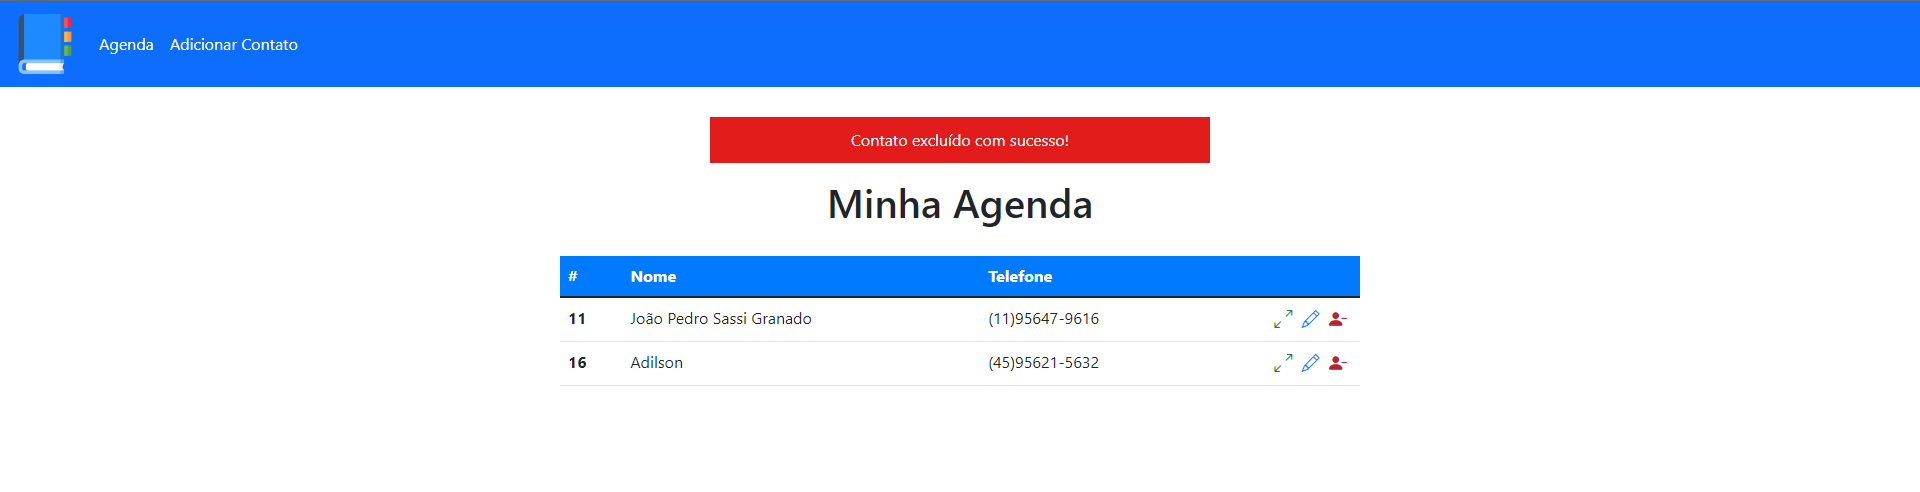 Agenda Adicionar Contato
Contato excluído com sucesso!
Minha Agenda
# Nome Telefone
11 João Pedro Sassi Granado (11)95647-9616
16 Adilson (45)95621-5632